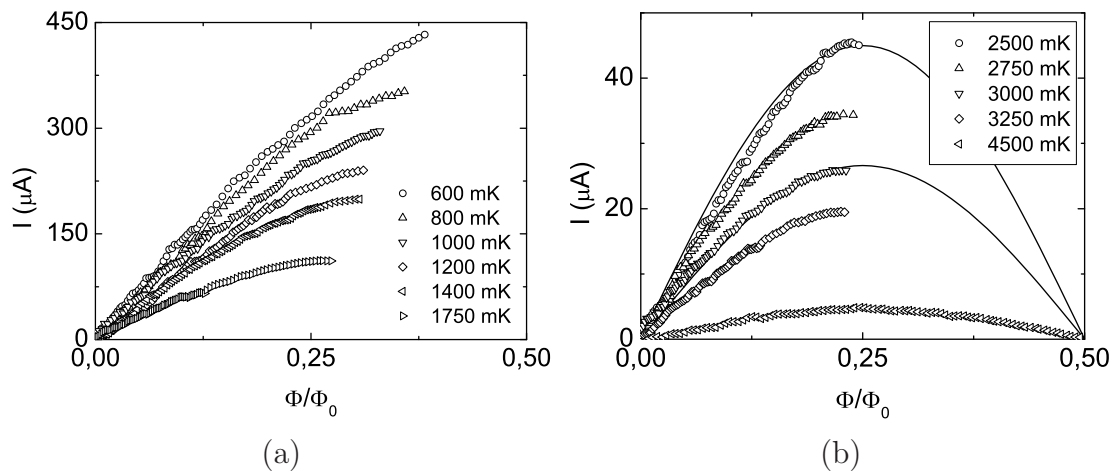 450
300
150
0
I (μA)
0,00
0,25
0,50
Φ/Φ₀
600 mK
800 mK
1000 mK
1200 mK
1400 mK
1750 mK
(a)
40
20
0
I (μA)
0,00
0,25
0,50
Φ/Φ₀
2500 mK
2750 mK
3000 mK
3250 mK
4500 mK
(b)